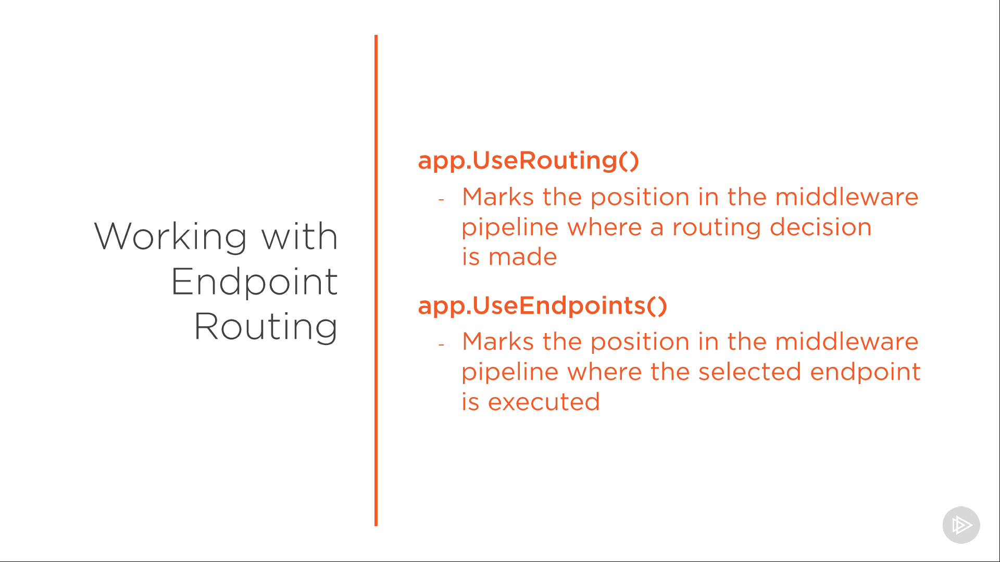 Working with
Endpoint
Routing
app.UseRouting()
- Marks the position in the middleware
pipeline where a routing decision
is made
app.UseEndpoints()
- Marks the position in the middleware
pipeline where the selected endpoint
is executed